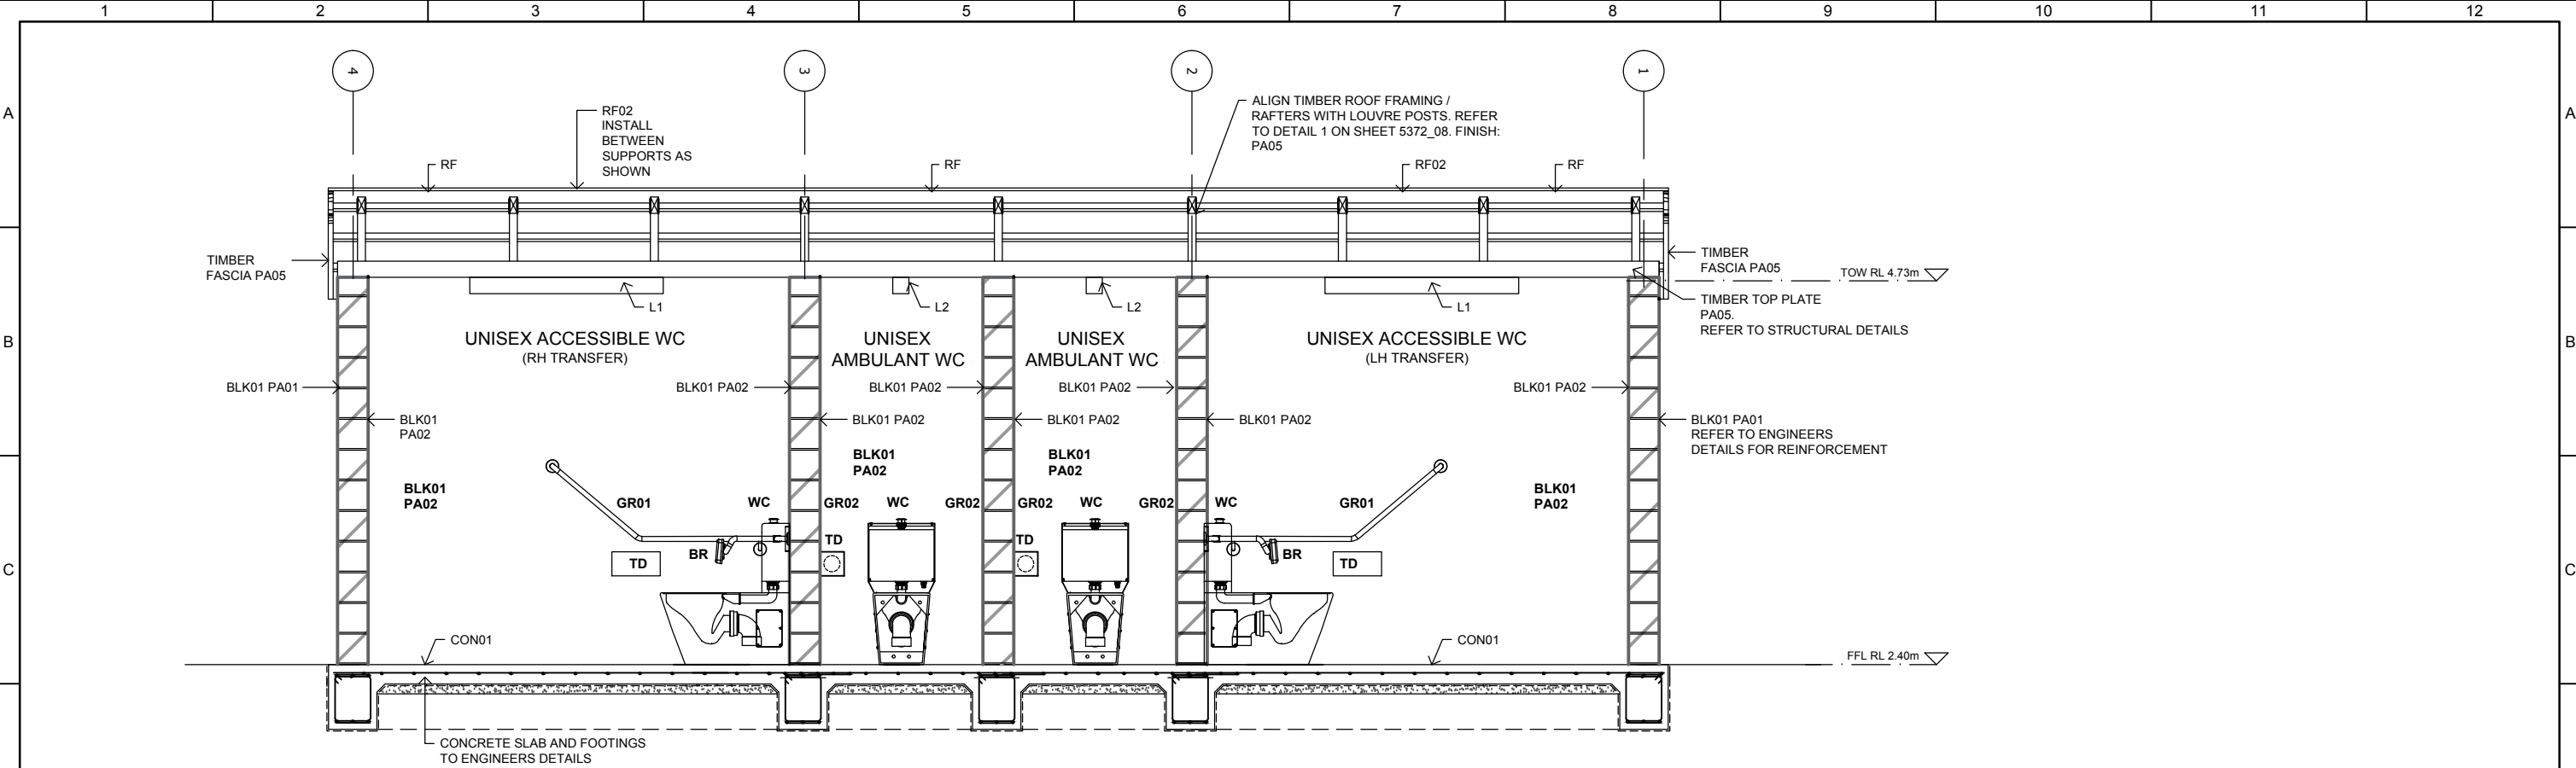 1 2 3 4 5 6 7 8 9 10 11 12
A A
4 3 2 1
RF02
INSTALL
BETWEEN
SUPPORTS AS
SHOWN
ALIGN TIMBER ROOF FRAMING /
RAFTERS WITH LOUVRE POSTS. REFER
TO DETAIL 1 ON SHEET 5372_08. FINISH:
PA05
RF RF RF02 RF
TIMBER
FASCIA PA05
TIMBER
FASCIA PA05
TOW RL 4.73m
L1 L2 L2 L1
TIMBER TOP PLATE
PA05.
REFER TO STRUCTURAL DETAILS
B B
UNISEX ACCESSIBLE WC
(RH TRANSFER)
UNISEX
AMBULANT WC
UNISEX
AMBULANT WC
UNISEX ACCESSIBLE WC
(LH TRANSFER)
BLK01 PA01 BLK01 PA02 BLK01 PA02 BLK01 PA02 BLK01 PA02
BLK01
PA02
BLK01 PA02 BLK01 PA02 BLK01 PA02
BLK01 PA01
REFER TO ENGINEERS
DETAILS FOR REINFORCEMENT
BLK01
PA02
BLK01
PA02
BLK01
PA02
BLK01
PA02
GR01 WC GR02 WC GR02 GR02 WC GR02 WC GR01
TD BR TD TD BR TD
C C
CON01 CON01
FFL RL 2.40m
CONCRETE SLAB AND FOOTINGS
TO ENGINEERS DETAILS